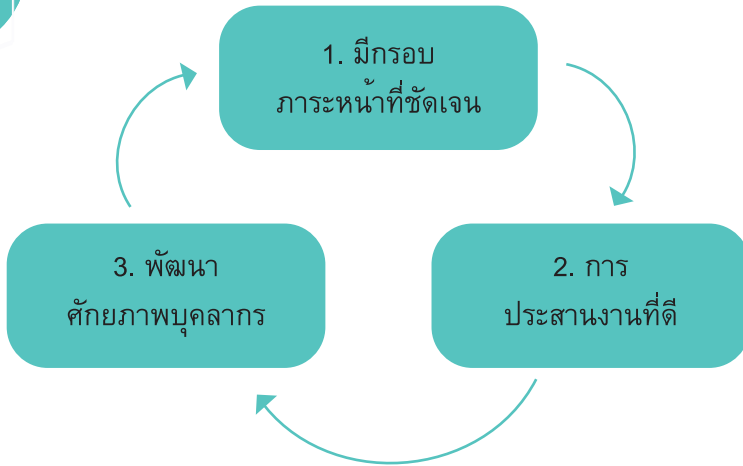 1. มีกรอบ
ภาระหน้าที่ชัดเจน
2. การ
ประสานงานที่ดี
3. พัฒนา
ศักยภาพบุคลากร